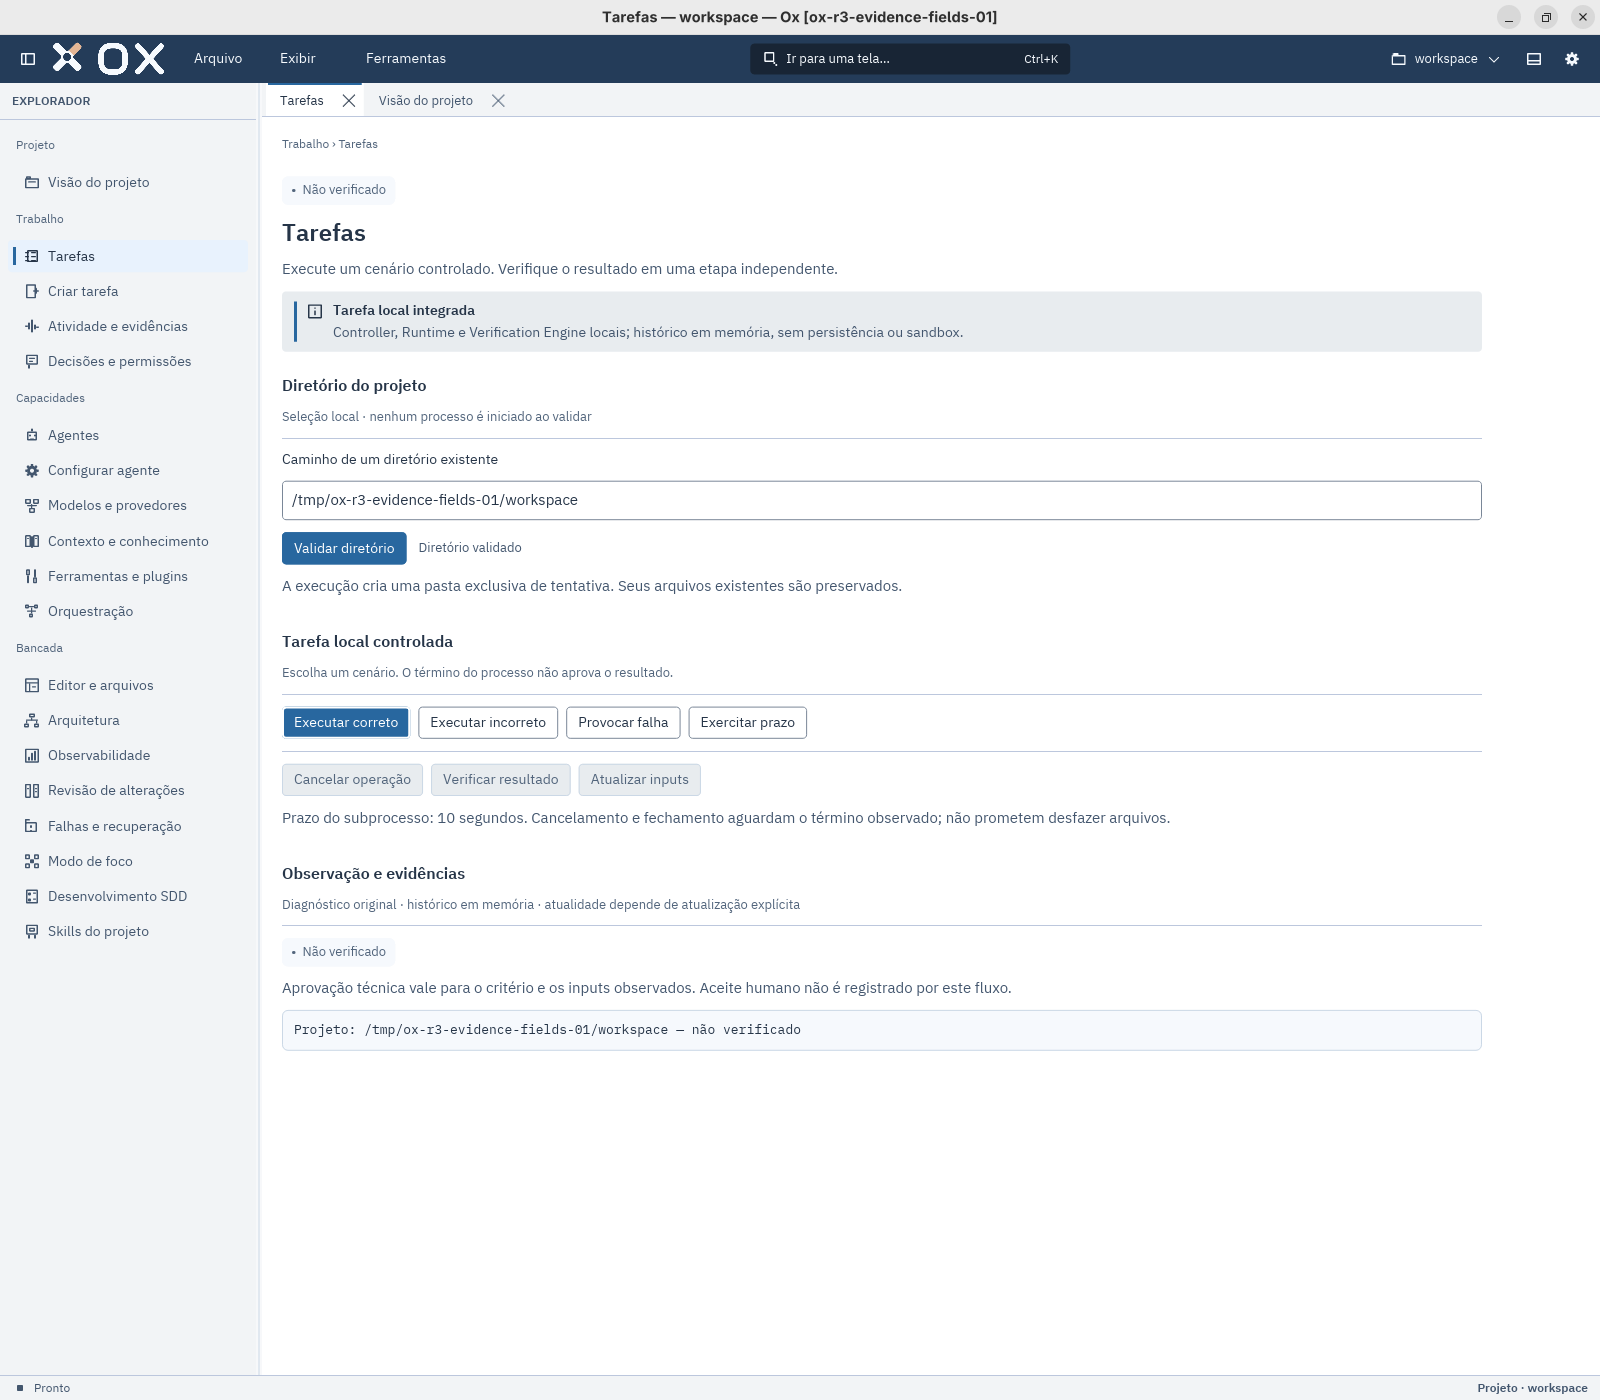 Tarefas — workspace — Ox [ox-r3-evidence-fields-01]
OX Arquivo Exibir Ferramentas Ir para uma tela... Ctrl+K workspace
EXPLORADOR
Tarefas Visão do projeto
Projeto
Visão do projeto
Trabalho
Tarefas
Criar tarefa
Atividade e evidências
Decisões e permissões
Capacidades
Agentes
Configurar agente
Modelos e provedores
Contexto e conhecimento
Ferramentas e plugins
Orquestração
Bancada
Editor e arquivos
Arquitetura
Observabilidade
Revisão de alterações
Falhas e recuperação
Modo de foco
Desenvolvimento SDD
Skills do projeto
Trabalho › Tarefas
• Não verificado
Tarefas
Execute um cenário controlado. Verifique o resultado em uma etapa independente.
Tarefa local integrada
Controller, Runtime e Verification Engine locais; histórico em memória, sem persistência ou sandbox.
Diretório do projeto
Seleção local · nenhum processo é iniciado ao validar
Caminho de um diretório existente
/tmp/ox-r3-evidence-fields-01/workspace
Validar diretório Diretório validado
A execução cria uma pasta exclusiva de tentativa. Seus arquivos existentes são preservados.
Tarefa local controlada
Escolha um cenário. O término do processo não aprova o resultado.
Executar correto Executar incorreto Provocar falha Exercitar prazo
Cancelar operação Verificar resultado Atualizar inputs
Prazo do subprocesso: 10 segundos. Cancelamento e fechamento aguardam o término observado; não prometem desfazer arquivos.
Observação e evidências
Diagnóstico original · histórico em memória · atualidade depende de atualização explícita
• Não verificado
Aprovação técnica vale para o critério e os inputs observados. Aceite humano não é registrado por este fluxo.
Projeto: /tmp/ox-r3-evidence-fields-01/workspace — não verificado
Pronto Projeto · workspace